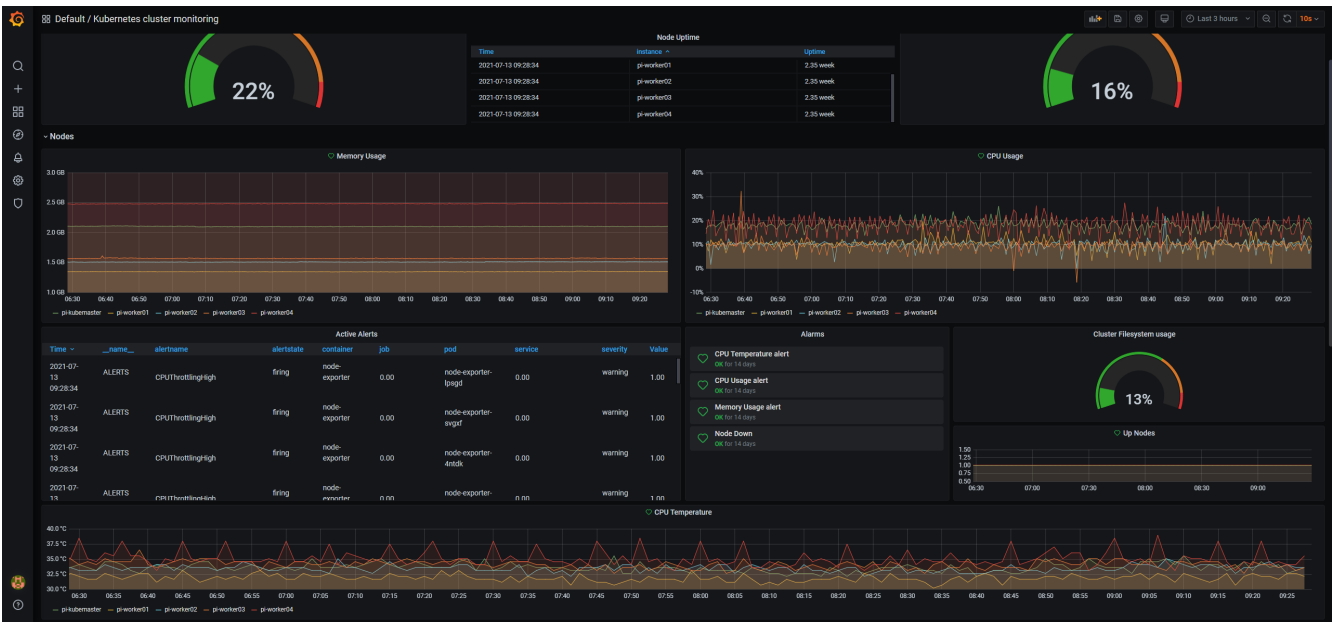 Default / Kubernetes cluster monitoring
Last 3 hours
10s
22%
Node Uptime
Time Instance Uptime
2021-07-13 09:28:34 pi-worker01 2.35 week
2021-07-13 09:28:34 pi-worker02 2.35 week
2021-07-13 09:28:34 pi-worker03 2.35 week
2021-07-13 09:28:34 pi-worker04 2.35 week
16%
Nodes
Memory Usage
3.0 GB
2.5 GB
2.0 GB
1.5 GB
1.0 GB
06:30 06:40 06:50 07:00 07:10 07:20 07:30 07:40 07:50 08:00 08:10 08:20 08:30 08:40 08:50 09:00 09:10 09:20
pi-kubemaster pi-worker01 pi-worker02 pi-worker03 pi-worker04
CPU Usage
40%
30%
20%
10%
0%
-10%
06:30 06:40 06:50 07:00 07:10 07:20 07:30 07:40 07:50 08:00 08:10 08:20 08:30 08:40 08:50 09:00 09:10 09:20
pi-kubemaster pi-worker01 pi-worker02 pi-worker03 pi-worker04
Active Alerts
Time __name__ alertname alertstate container job pod service severity Value
2021-07-13 09:28:34 ALERTS CPUThrottlingHigh firing node-exporter 0.00 node-exporter-lpsgd 0.00 warning 1.00
2021-07-13 09:28:34 ALERTS CPUThrottlingHigh firing node-exporter 0.00 node-exporter-svgxf 0.00 warning 1.00
2021-07-13 09:28:34 ALERTS CPUThrottlingHigh firing node-exporter 0.00 node-exporter-4ntdk 0.00 warning 1.00
2021-07-13 ALERTS CPUThrottlingHigh firing node-exporter 0.00 node-exporter- 0.00 warning 1.00
Alarms
CPU Temperature alert
OK for 14 days
CPU Usage alert
OK for 14 days
Memory Usage alert
OK for 14 days
Node Down
OK for 14 days
Cluster Filesystem usage
13%
Up Nodes
1.50
1.25
1.00
0.75
0.50
06:30 07:00 07:30 08:00 08:30 09:00
CPU Temperature
40.0 °C
37.5 °C
35.0 °C
32.5 °C
30.0 °C
06:30 06:35 06:40 06:45 06:50 06:55 07:00 07:05 07:10 07:15 07:20 07:25 07:30 07:35 07:40 07:45 07:50 07:55 08:00 08:05 08:10 08:15 08:20 08:25 08:30 08:35 08:40 08:45 08:50 08:55 09:00 09:05 09:10 09:15 09:20 09:25
pi-kubemaster pi-worker01 pi-worker02 pi-worker03 pi-worker04